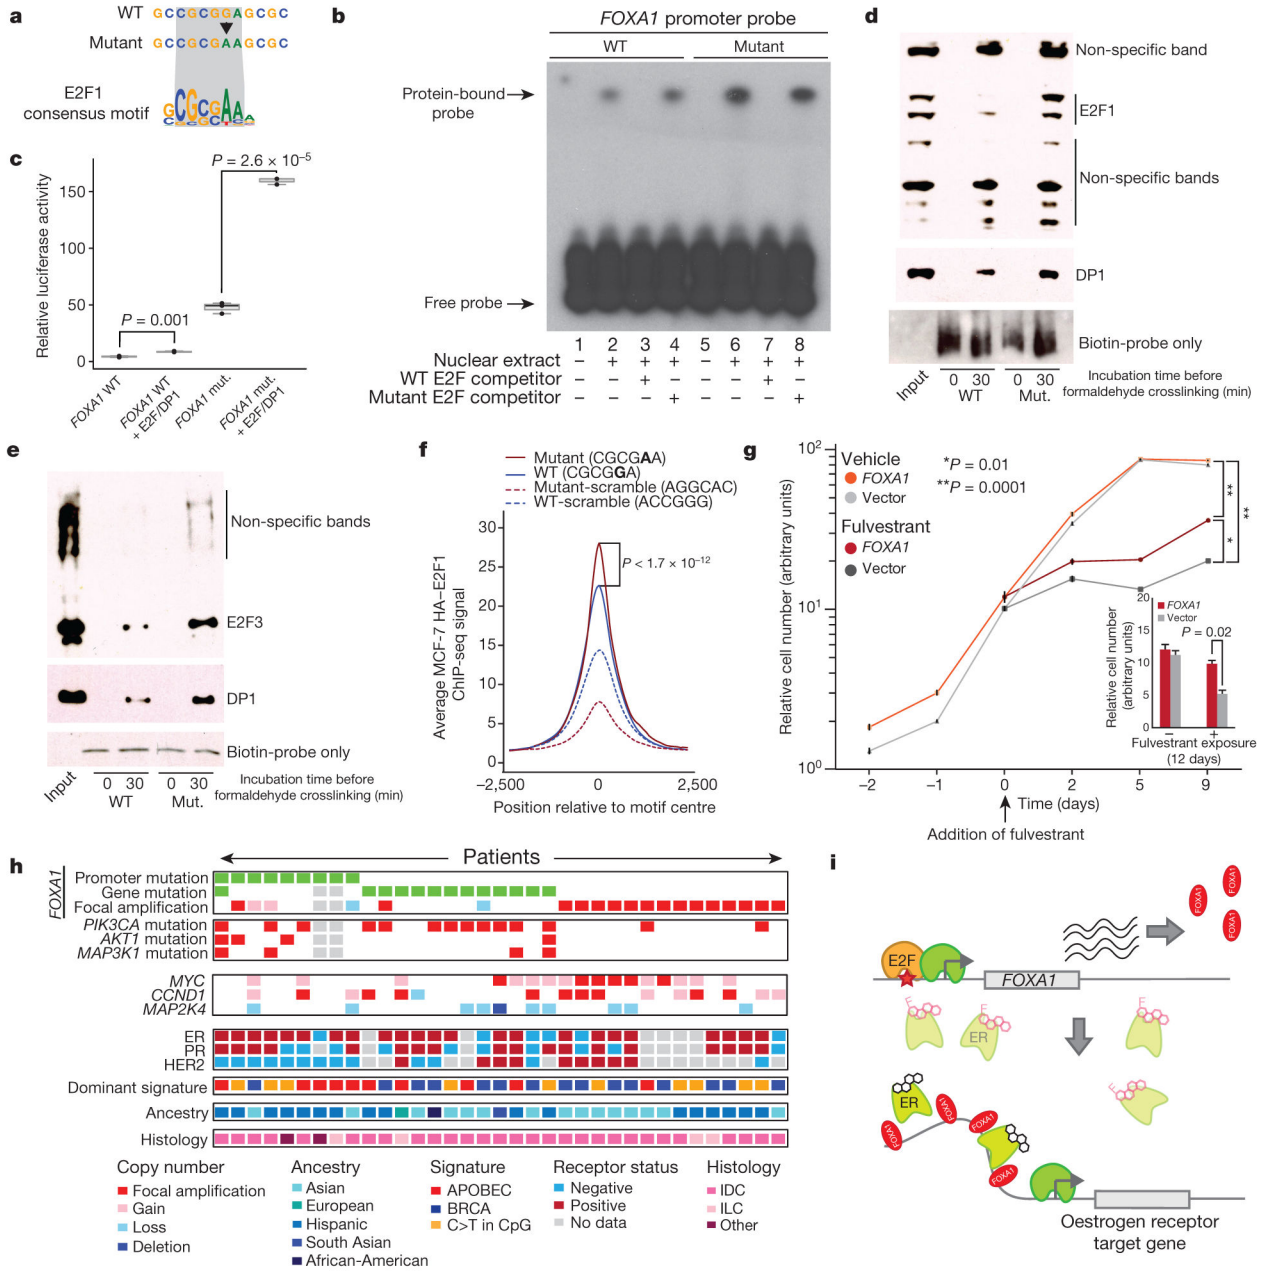 a
WT GCCGCGGAGCGC
Mutant GCCGCGAAGCGC
E2F1
consensus motif
GCGCGAAA
b
FOXA1 promoter probe
WT Mutant
Protein-bound
probe
Free probe
1 2 3 4 5 6 7 8
Nuclear extract – + + + – + + +
WT E2F competitor – – + – – – + –
Mutant E2F competitor – – – + – – – +
c
Relative luciferase activity
150
100
50
0
P = 2.6 × 10–5
P = 0.001
FOXA1 WT
FOXA1 WT
+ E2F/DP1
FOXA1 mut.
FOXA1 mut.
+ E2F/DP1
d
Non-specific band
E2F1
Non-specific bands
DP1
Biotin-probe only
Input 0 30 0 30
WT Mut.
Incubation time before
formaldehyde crosslinking (min)
e
Non-specific bands
E2F3
DP1
Biotin-probe only
Input 0 30 0 30
WT Mut.
Incubation time before
formaldehyde crosslinking (min)
f
Mutant (CGCGAA)
WT (CGCGGA)
Mutant-scramble (AGGCAC)
WT-scramble (ACCGGG)
Average MCF-7 HA–E2F1
ChIP-seq signal
30
25
20
15
10
5
0
P < 1.7 × 10–12
–2,500 0 2,500
Position relative to motif centre
g
Relative cell number (arbitrary units)
102
101
100
Vehicle
FOXA1
Vector
Fulvestrant
FOXA1
Vector
*P = 0.01
**P = 0.0001
**
**
*
–2 –1 0 2 5 9
Time (days)
Addition of fulvestrant
Relative cell number
(arbitrary units)
20
15
10
5
0
FOXA1
Vector
P = 0.02
– +
Fulvestrant exposure
(12 days)
h
Patients
FOXA1
Promoter mutation
Gene mutation
Focal amplification
PIK3CA mutation
AKT1 mutation
MAP3K1 mutation
MYC
CCND1
MAP2K4
ER
PR
HER2
Dominant signature
Ancestry
Histology
Copy number
Focal amplification
Gain
Loss
Deletion
Ancestry
Asian
European
Hispanic
South Asian
African-American
Signature
APOBEC
BRCA
C>T in CpG
Receptor status
Negative
Positive
No data
Histology
IDC
ILC
Other
i
FOXA1
FOXA1
FOXA1
E2F
FOXA1
E
E
E
ER
E
ER
FOXA1
FOXA1
FOXA1
FOXA1
Oestrogen receptor
target gene